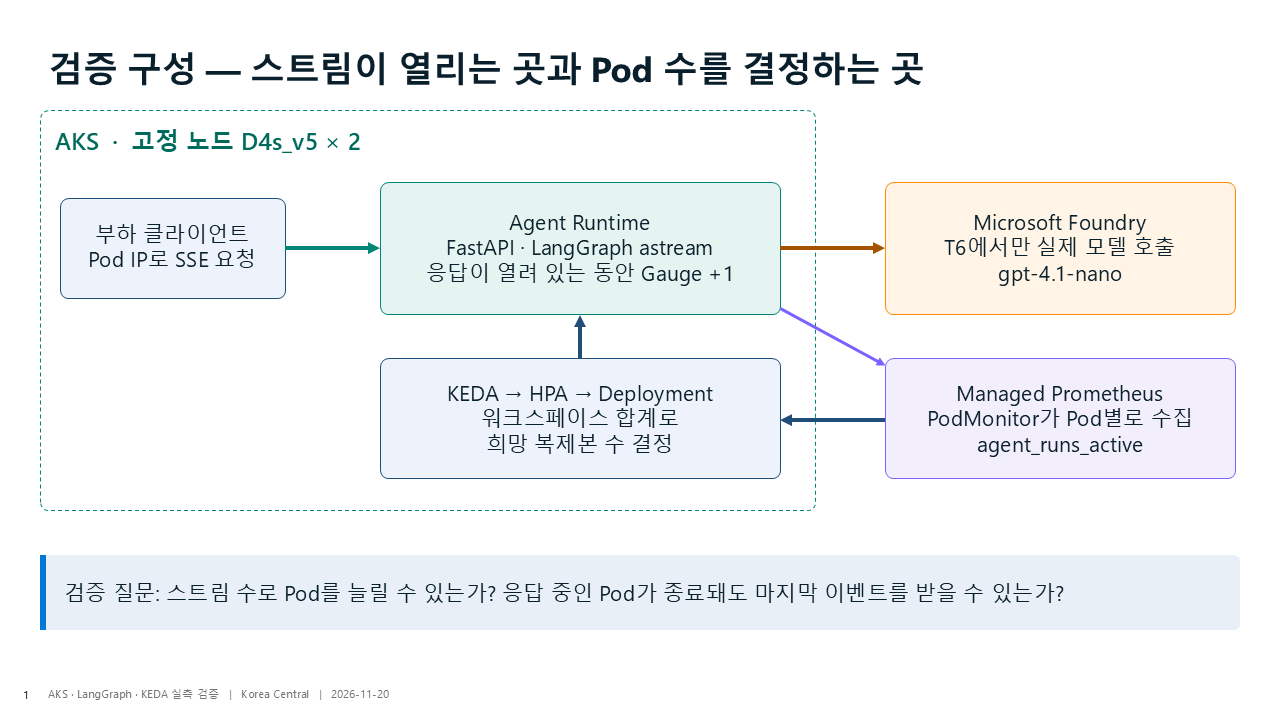 검증 구성 — 스트림이 열리는 곳과 Pod 수를 결정하는 곳
AKS · 고정 노드 D4s_v5 × 2
부하 클라이언트
Pod IP로 SSE 요청
Agent Runtime
FastAPI · LangGraph astream
응답이 열려 있는 동안 Gauge +1
Microsoft Foundry
T6에서만 실제 모델 호출
gpt-4.1-nano
KEDA → HPA → Deployment
워크스페이스 합계로
희망 복제본 수 결정
Managed Prometheus
PodMonitor가 Pod별로 수집
agent_runs_active
검증 질문: 스트림 수로 Pod를 늘릴 수 있는가? 응답 중인 Pod가 종료돼도 마지막 이벤트를 받을 수 있는가?
1 AKS · LangGraph · KEDA 실측 검증 | Korea Central | 2026-11-20